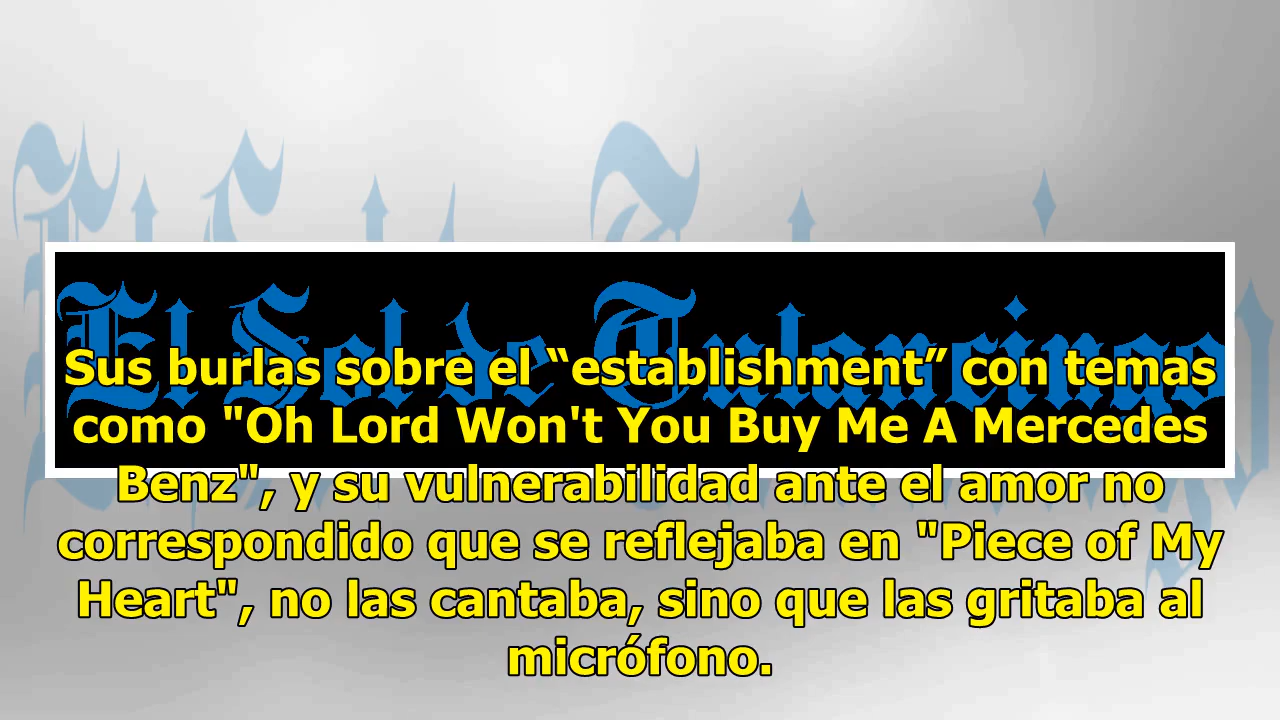 El Sol de Tulancingo
Sus burlas sobre el “establishment” con temas
como "Oh Lord Won't You Buy Me A Mercedes
Benz", y su vulnerabilidad ante el amor no
correspondido que se reflejaba en "Piece of My
Heart", no las cantaba, sino que las gritaba al
micrófono.